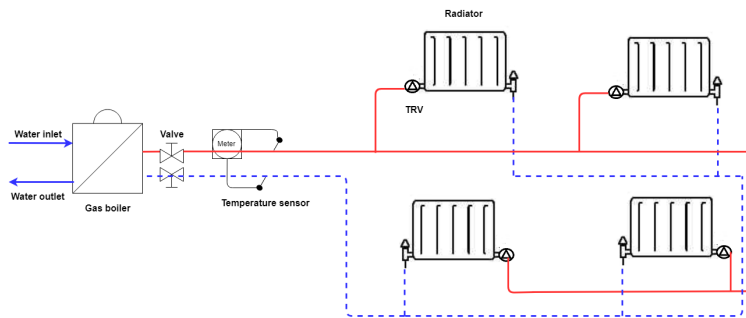 Radiator
TRV
Water inlet
Valve
Meter
Water outlet
Gas boiler
Temperature sensor